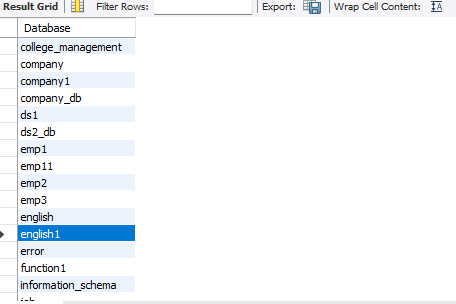 Result Grid Filter Rows: Export: Wrap Cell Content:
Database
college_management
company
company1
company_db
ds1
ds2_db
emp1
emp11
emp2
emp3
english
english1
error
function1
information_schema